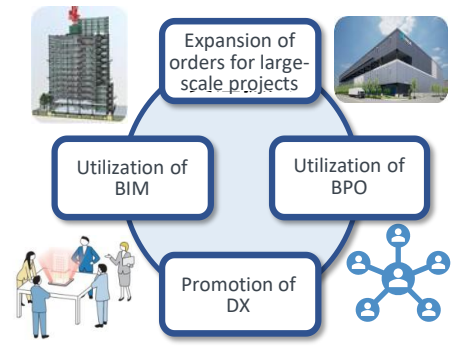 Expansion of
orders for large-
scale projects
Utilization of
BIM
Utilization of
BPO
Promotion of
DX